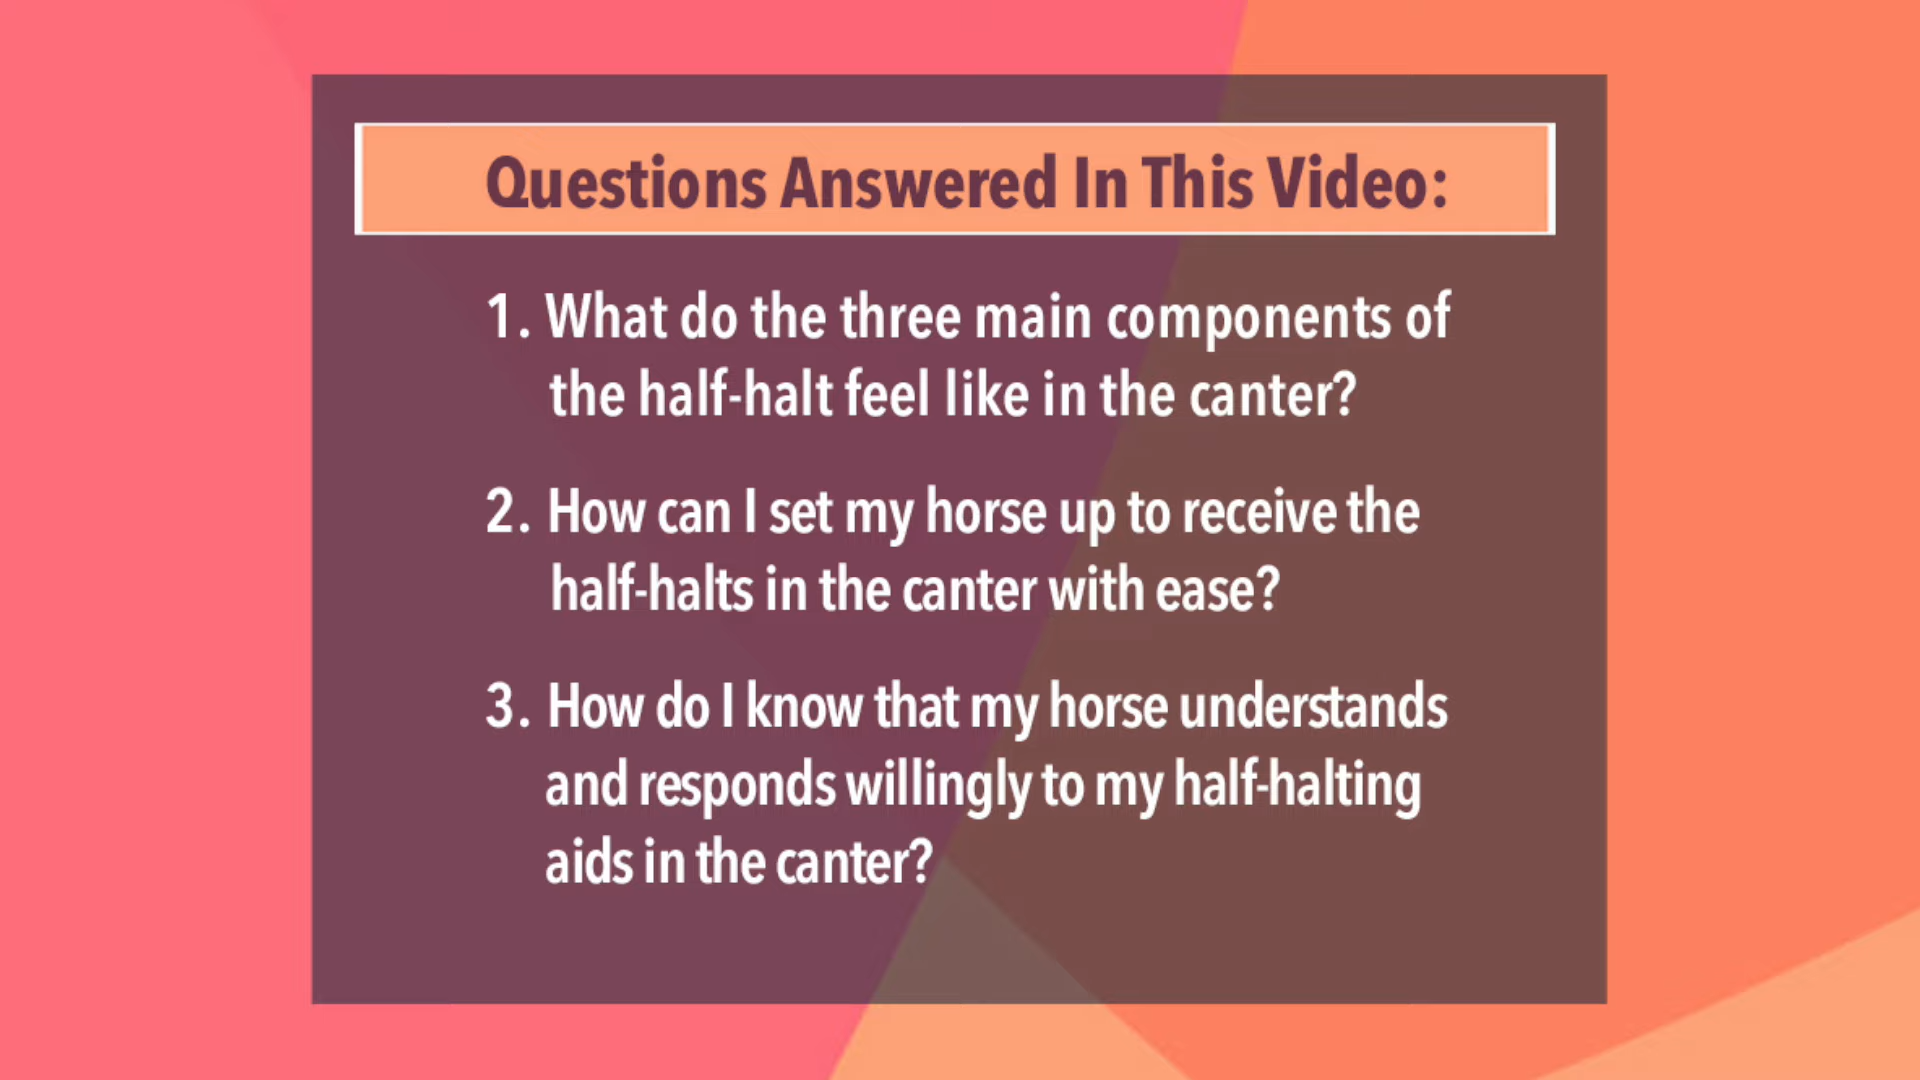 Questions Answered In This Video:
1. What do the three main components of
the half-halt feel like in the canter?
2. How can I set my horse up to receive the
half-halts in the canter with ease?
3. How do I know that my horse understands
and responds willingly to my half-halting
aids in the canter?